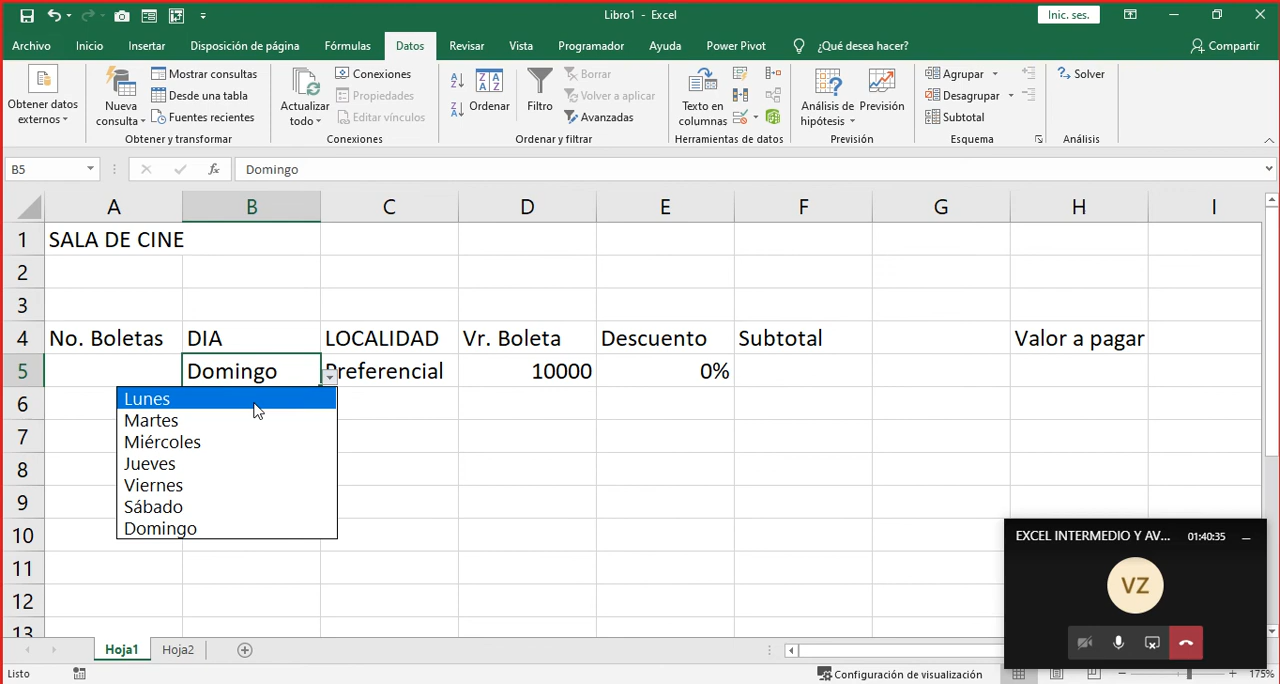 Libro1 - Excel
Inic. ses.
Archivo Inicio Insertar Disposición de página Fórmulas Datos Revisar Vista Programador Ayuda Power Pivot ¿Qué desea hacer? Compartir
Obtener datos externos
Nueva consulta
Mostrar consultas
Desde una tabla
Fuentes recientes
Obtener y transformar
Actualizar todo
Conexiones
Propiedades
Editar vínculos
Conexiones
Ordenar
Filtro
Borrar
Volver a aplicar
Avanzadas
Ordenar y filtrar
Texto en columnas
Herramientas de datos
Análisis de hipótesis
Previsión
Previsión
Agrupar
Desagrupar
Subtotal
Esquema
Solver
Análisis
B5 fx Domingo
A B C D E F G H I
1 SALA DE CINE
2
3
4 No. Boletas DIA LOCALIDAD Vr. Boleta Descuento Subtotal Valor a pagar
5 Domingo Preferencial 10000 0%
6 Lunes
Martes
7 Miércoles
8 Jueves
Viernes
9 Sábado
10 Domingo
11
12
13
EXCEL INTERMEDIO Y AV... 01:40:35
VZ
Hoja1 Hoja2
Listo Configuración de visualización 175%